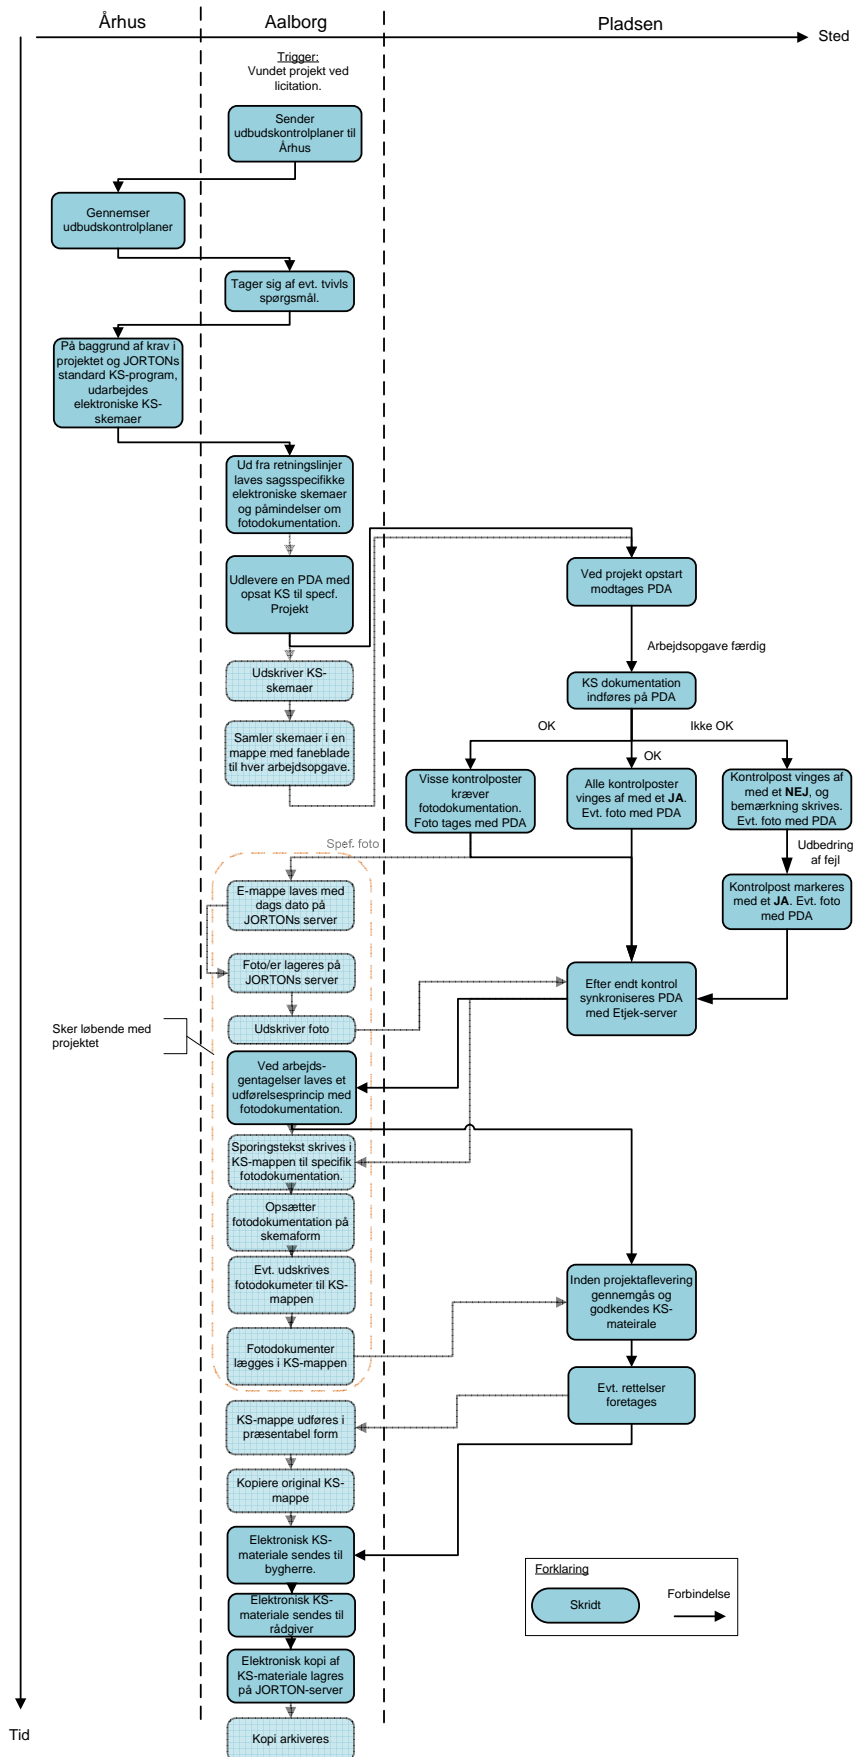 Århus
Aalborg
Pladsen
Sted
Trigger:
Vundet projekt ved
licitation.
Sender
udbudskontrolplaner til
Århus
Gennemser
udbudskontrolplaner
Tager sig af evt. tvivls
spørgsmål.
På baggrund af krav i
projektet og JORTONs
standard KS-program,
udarbejdes
elektroniske KS-
skemaer
Ud fra retningslinjer
laves sagsspecifikke
elektroniske skemaer
og påmindelser om
fotodokumentation.
Udlevere en PDA med
opsat KS til specf.
Projekt
Ved projekt opstart
modtages PDA
Arbejdsopgave færdig
Udskriver KS-
skemaer
KS dokumentation
indføres på PDA
Samler skemaer i en
mappe med faneblade
til hver arbejdsopgave.
OK
Ikke OK
OK
Visse kontrolposter
kræver
fotodokumentation.
Foto tages med PDA
Alle kontrolposter
vinges af med et JA.
Evt. foto med PDA
Kontrolpost vinges af
med et NEJ, og
bemærkning skrives.
Evt. foto med PDA
Spef. foto
Udbedring
af fejl
E-mappe laves med
dags dato på
JORTONs server
Kontrolpost markeres
med et JA. Evt. foto
med PDA
Foto/er lageres på
JORTONs server
Efter endt kontrol
synkroniseres PDA
med Etjek-server
Udskriver foto
Sker løbende med
projektet
Ved arbejds-
gentagelser laves et
udførelsesprincip med
fotodokumentation.
Sporingstekst skrives i
KS-mappen til specifik
fotodokumentation.
Opsætter
fotodokumentation på
skemaform
Evt. udskrives
fotodokumeter til KS-
mappen
Inden projektaflevering
gennemgås og
godkendes KS-
mateirale
Fotodokumenter
lægges i KS-mappen
Evt. rettelser
foretages
KS-mappe udføres i
præsentabel form
Kopiere original KS-
mappe
Elektronisk KS-
materiale sendes til
bygherre.
Elektronisk KS-
materiale sendes til
rådgiver
Elektronisk kopi af
KS-materiale lagres
på JORTON-server
Kopi arkiveres
Forklaring
Skridt
Forbindelse
Tid